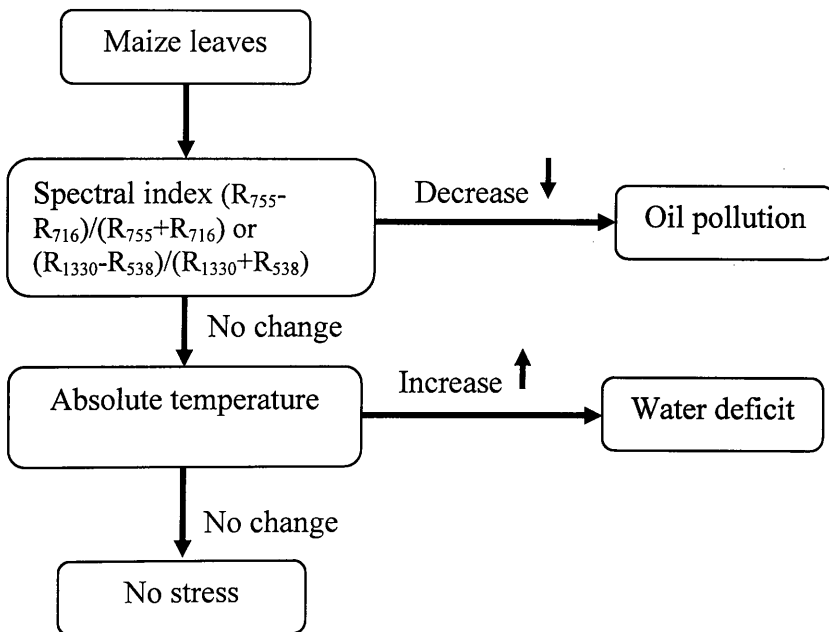 Maize leaves
Spectral index (R₇₅₅-
R₇₁₆)/(R₇₅₅+R₇₁₆) or
(R₁₃₃₀-R₅₃₈)/(R₁₃₃₀+R₅₃₈)
Decrease ↓
Oil pollution
No change
Absolute temperature
Increase ↑
Water deficit
No change
No stress